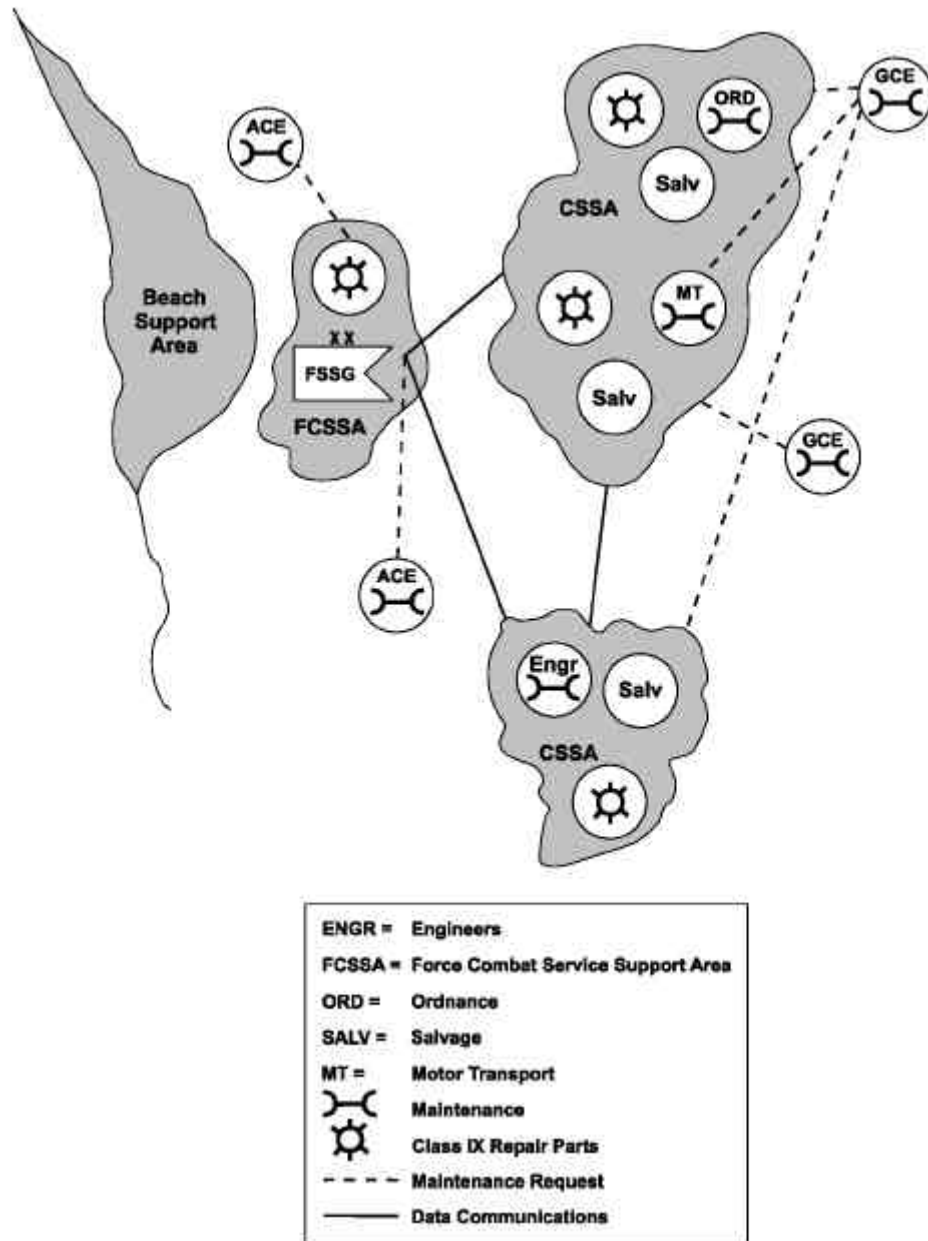 GCE
ORD
ACE
Salv
CSSA
Beach
Support
Area
MT
X X
FSSG
FCSSA
Salv
GCE
ACE
Engr
Salv
CSSA
ENGR = Engineers
FCSSA = Force Combat Service Support Area
ORD = Ordnance
SALV = Salvage
MT = Motor Transport
Maintenance
Class IX Repair Parts
Maintenance Request
Data Communications